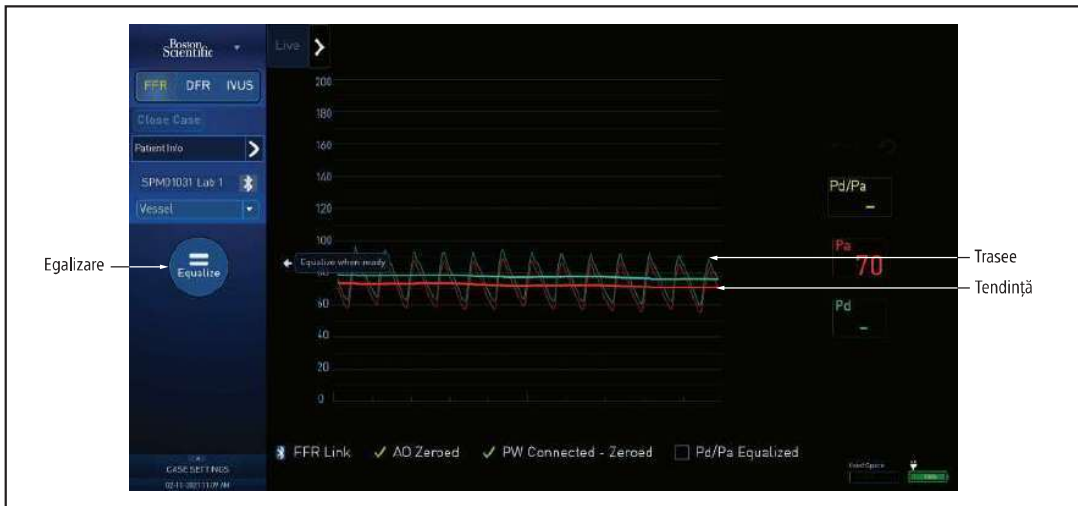 Boston
Scientific
Live
FFR DFR IVUS
Close Case
Patient Info
SPM01031 Lab 1
Vessel
Equalize
Egalizare
Equalize when ready
200
180
160
140
120
100
80
60
40
20
0
Pd/Pa
–
Pa
70
Pd
–
Trasee
Tendință
FFR Link AO Zeroed PW Connected - Zeroed Pd/Pa Equalized
CASE SETTINGS